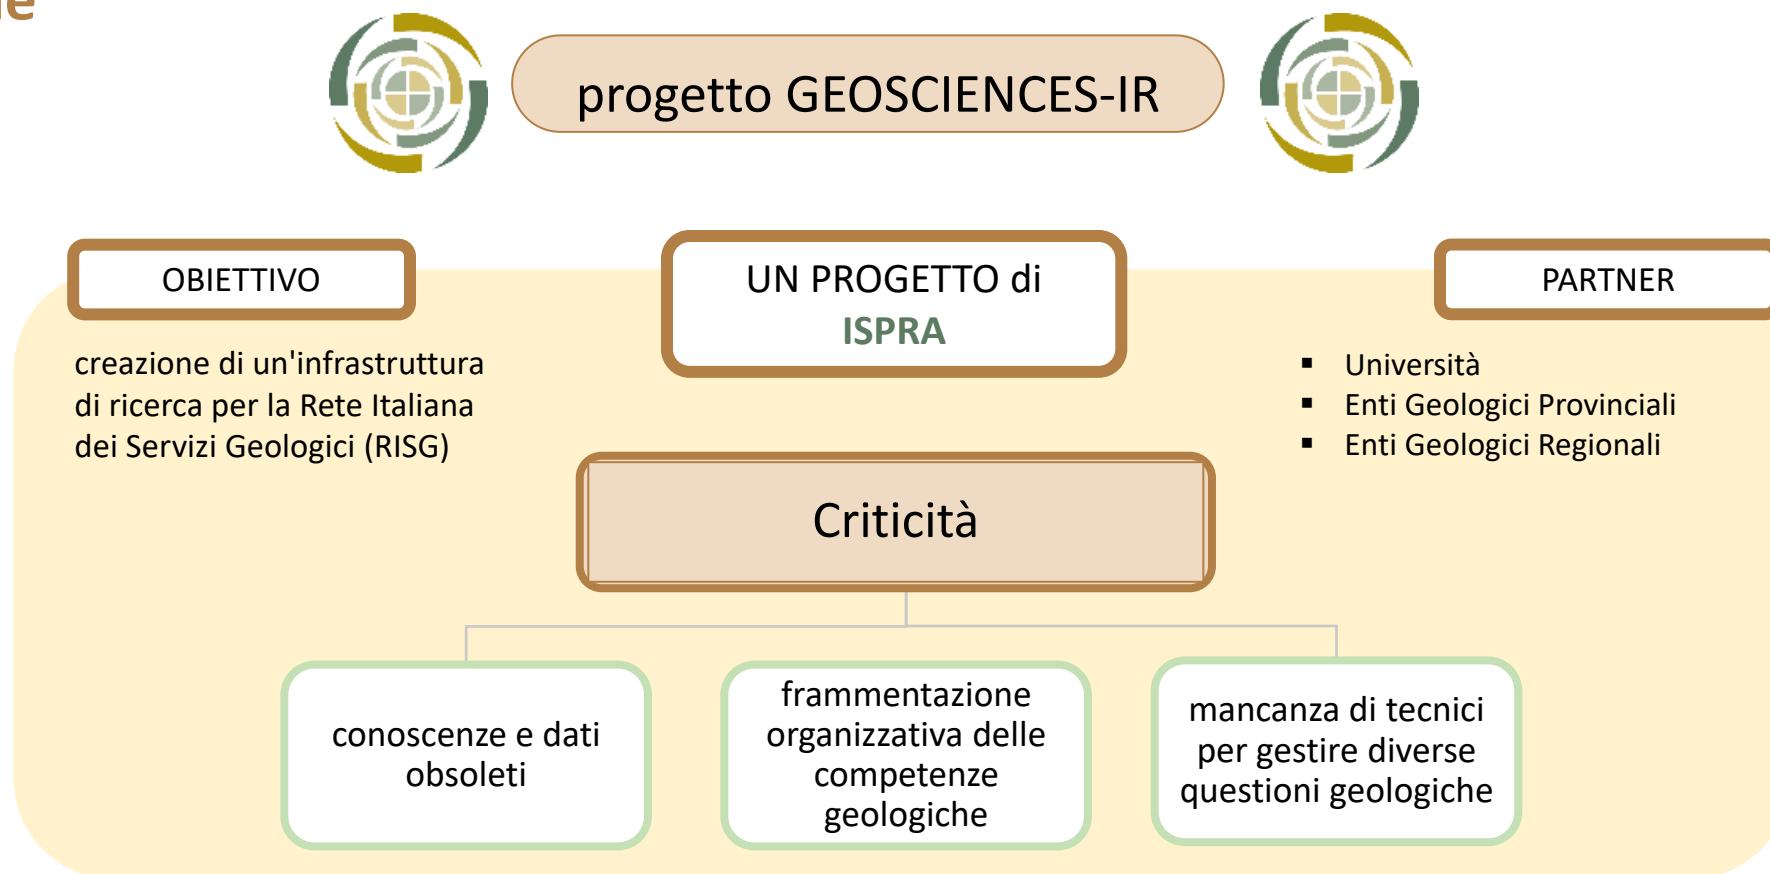 progetto GEOSCIENCES-IR
OBIETTIVO
creazione di un'infrastruttura
di ricerca per la Rete Italiana
dei Servizi Geologici (RISG)
UN PROGETTO di
ISPRA
PARTNER
▪ Università
▪ Enti Geologici Provinciali
▪ Enti Geologici Regionali
Criticità
conoscenze e dati
obsoleti
frammentazione
organizzativa delle
competenze
geologiche
mancanza di tecnici
per gestire diverse
questioni geologiche